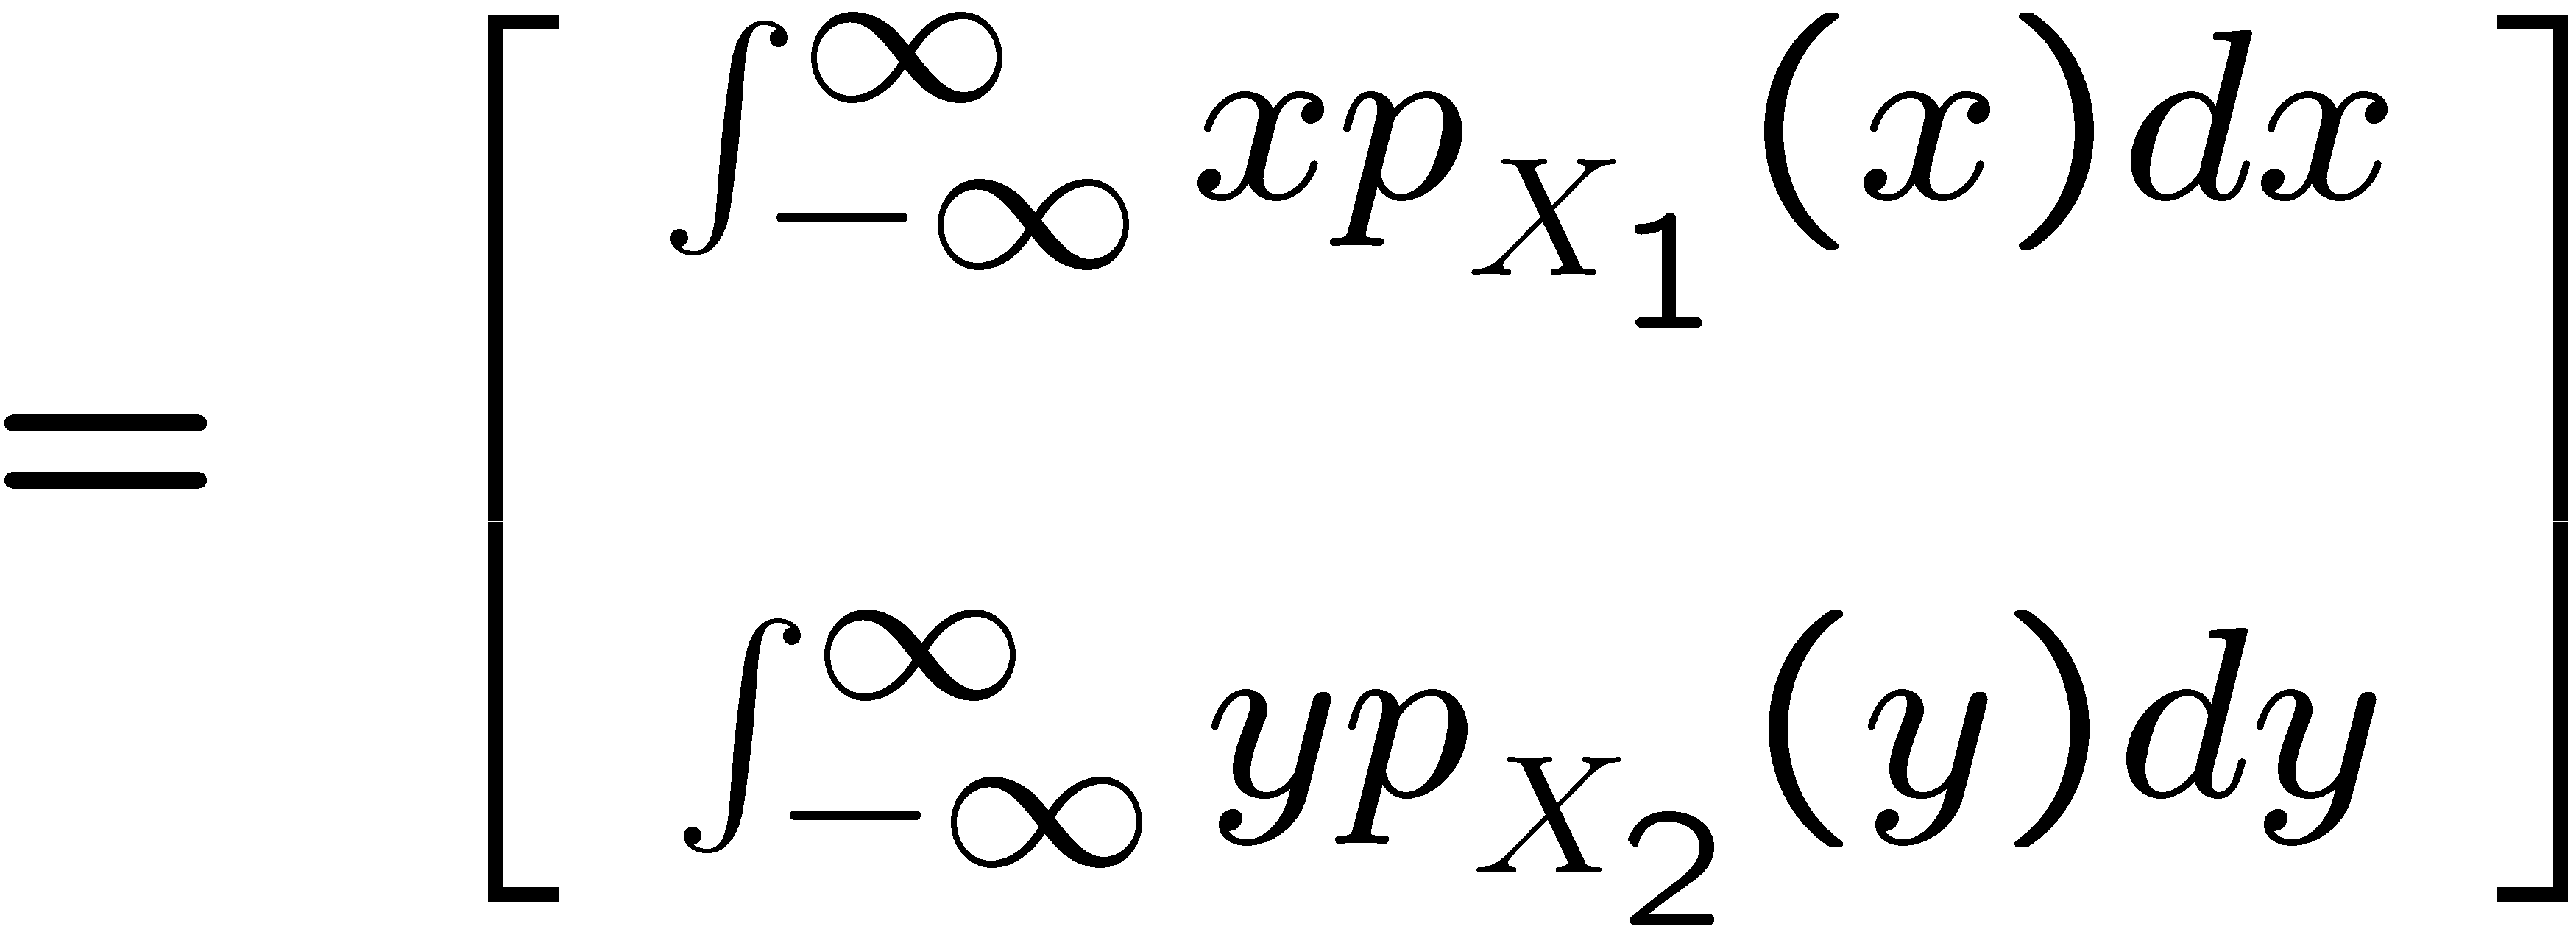 = [ ∫_{-∞}^{∞} x p_{X_1}(x) dx
∫_{-∞}^{∞} y p_{X_2}(y) dy ]